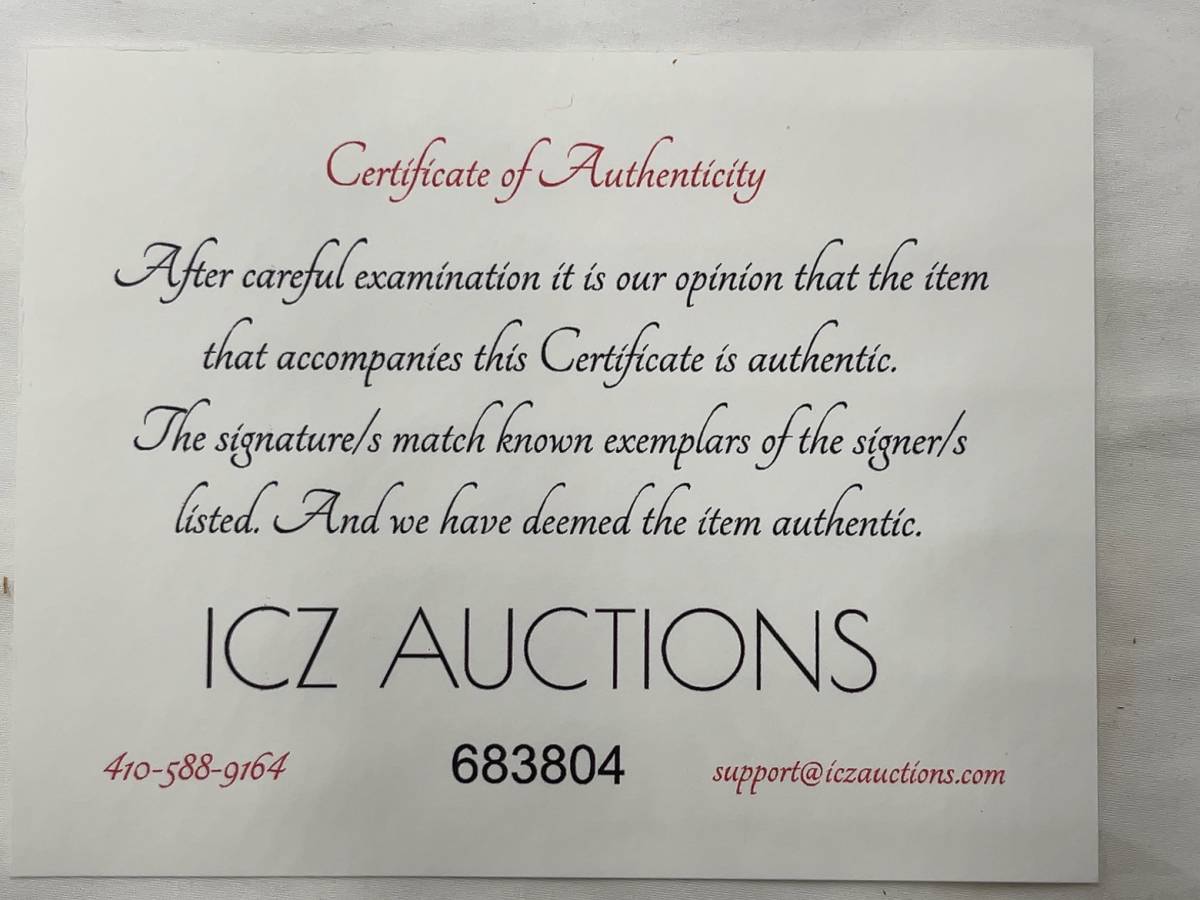 Certificate of Authenticity
After careful examination it is our opinion that the item
that accompanies this Certificate is authentic.
The signature/s match known exemplars of the signer/s
listed. And we have deemed the item authentic.
ICZ AUCTIONS
410-588-9164 683804 support@iczauctions.com